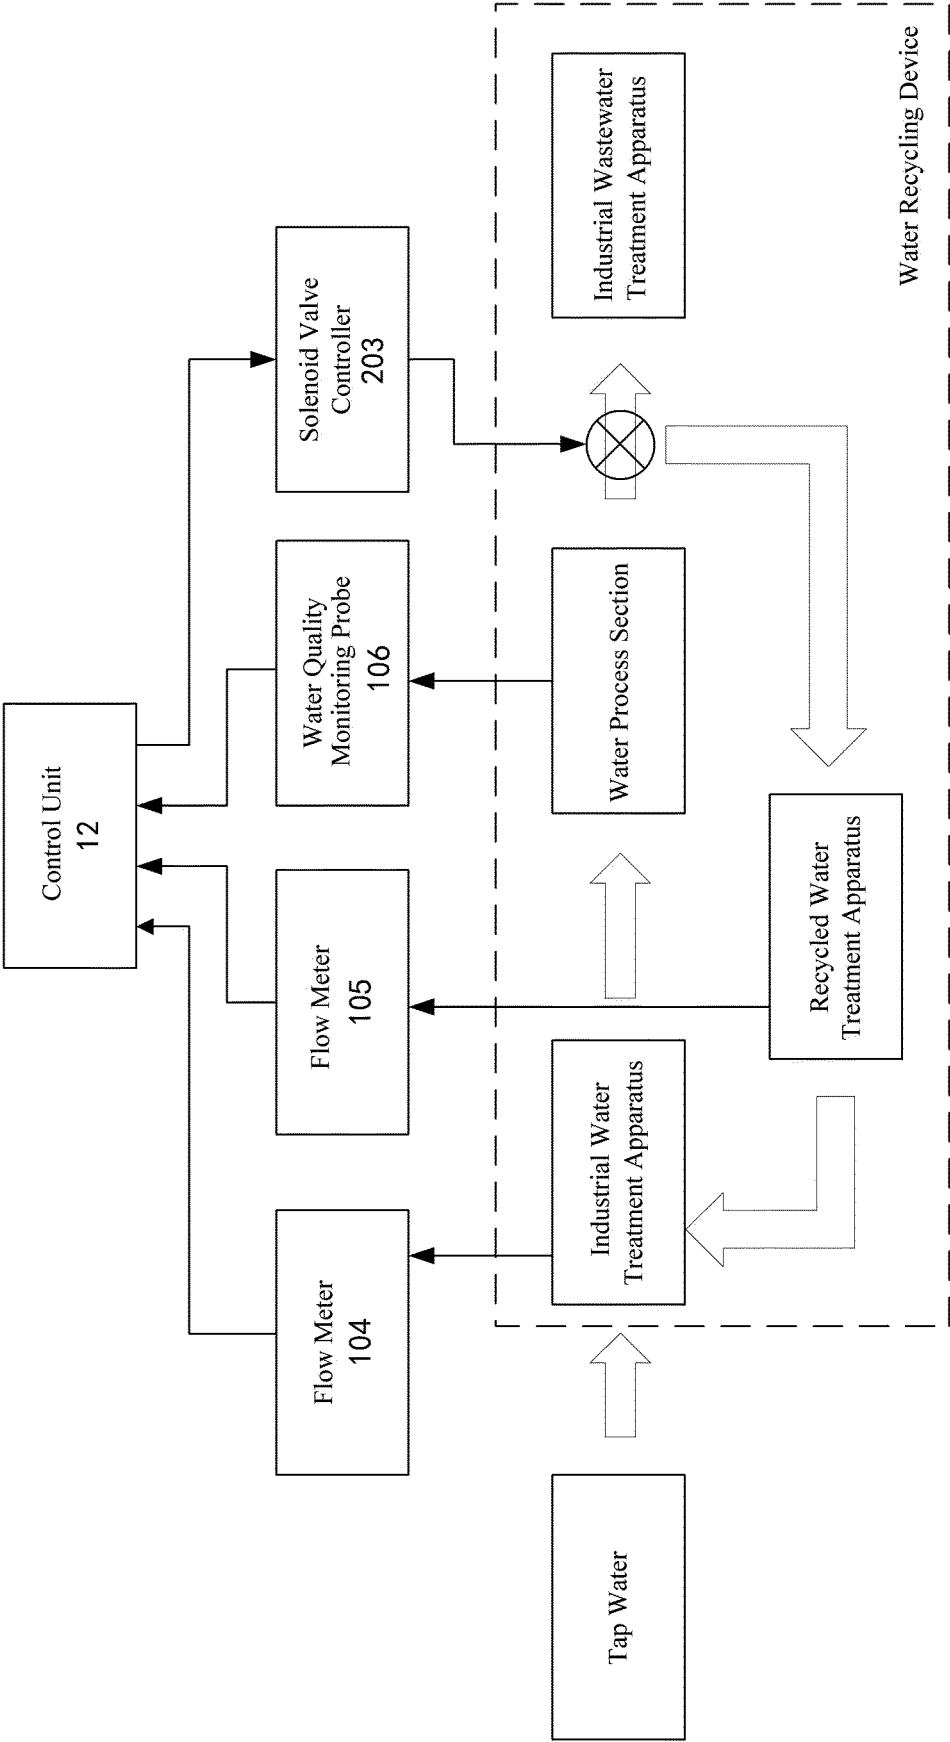 Control Unit
12
Flow Meter
104
Flow Meter
105
Water Quality
Monitoring Probe
106
Solenoid Valve
Controller
203
Tap Water
Industrial Water
Treatment Apparatus
Water Process Section
Industrial Wastewater
Treatment Apparatus
Recycled Water
Treatment Apparatus
Water Recycling Device